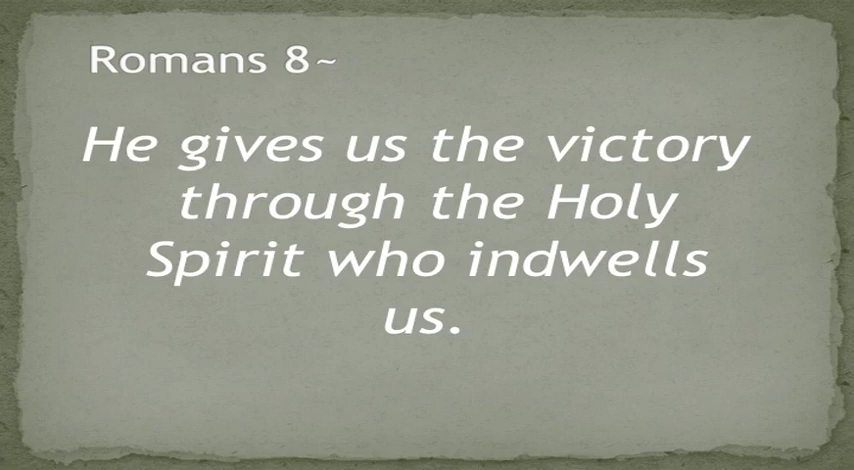 Romans 8~
He gives us the victory
through the Holy
Spirit who indwells
us.